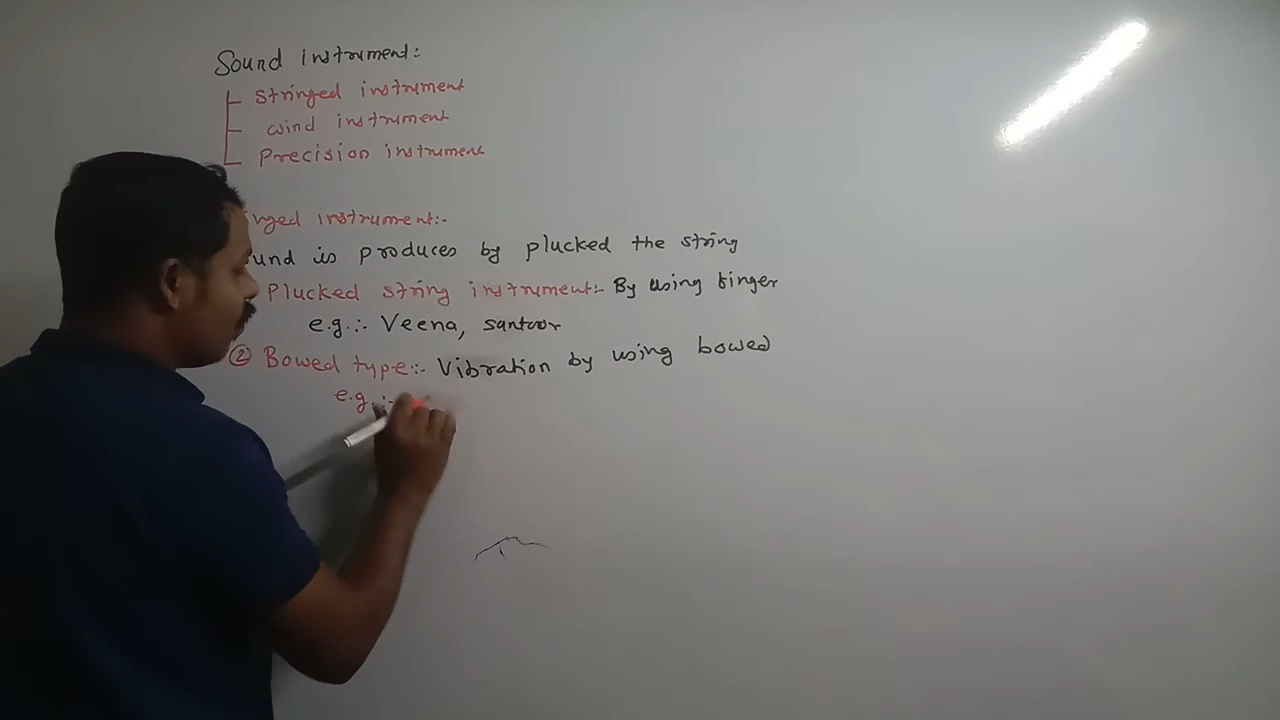 Sound instrument:
stringed instrument
wind instrument
Precision instrument
inged instrument:-
und is produces by plucked the string
Plucked string instrument:- By using finger
e.g.:- Veena, santoor
② Bowed type:- Vibration by using bowed
e.g.:-